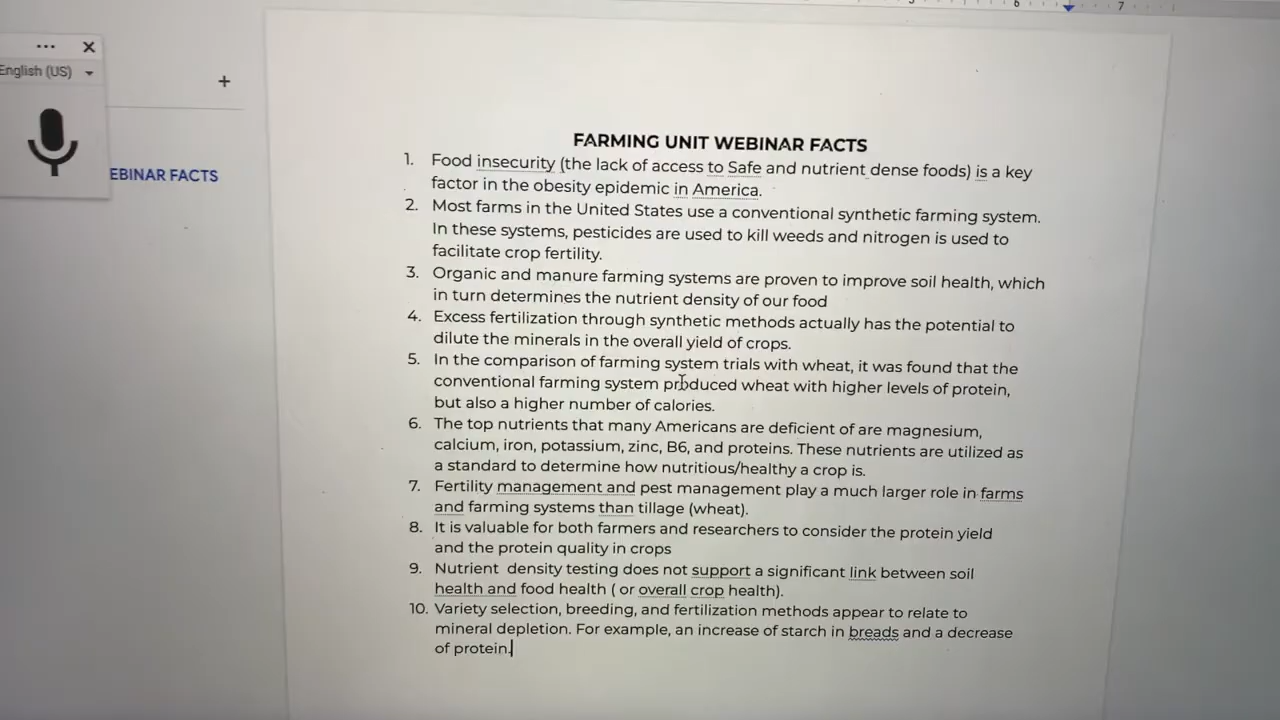 5 6 7
English (US)
+
EBINAR FACTS
FARMING UNIT WEBINAR FACTS
1. Food insecurity (the lack of access to Safe and nutrient dense foods) is a key
factor in the obesity epidemic in America.
2. Most farms in the United States use a conventional synthetic farming system.
In these systems, pesticides are used to kill weeds and nitrogen is used to
facilitate crop fertility.
3. Organic and manure farming systems are proven to improve soil health, which
in turn determines the nutrient density of our food
4. Excess fertilization through synthetic methods actually has the potential to
dilute the minerals in the overall yield of crops.
5. In the comparison of farming system trials with wheat, it was found that the
conventional farming system produced wheat with higher levels of protein,
but also a higher number of calories.
6. The top nutrients that many Americans are deficient of are magnesium,
calcium, iron, potassium, zinc, B6, and proteins. These nutrients are utilized as
a standard to determine how nutritious/healthy a crop is.
7. Fertility management and pest management play a much larger role in farms
and farming systems than tillage (wheat).
8. It is valuable for both farmers and researchers to consider the protein yield
and the protein quality in crops
9. Nutrient density testing does not support a significant link between soil
health and food health ( or overall crop health).
10. Variety selection, breeding, and fertilization methods appear to relate to
mineral depletion. For example, an increase of starch in breads and a decrease
of protein.